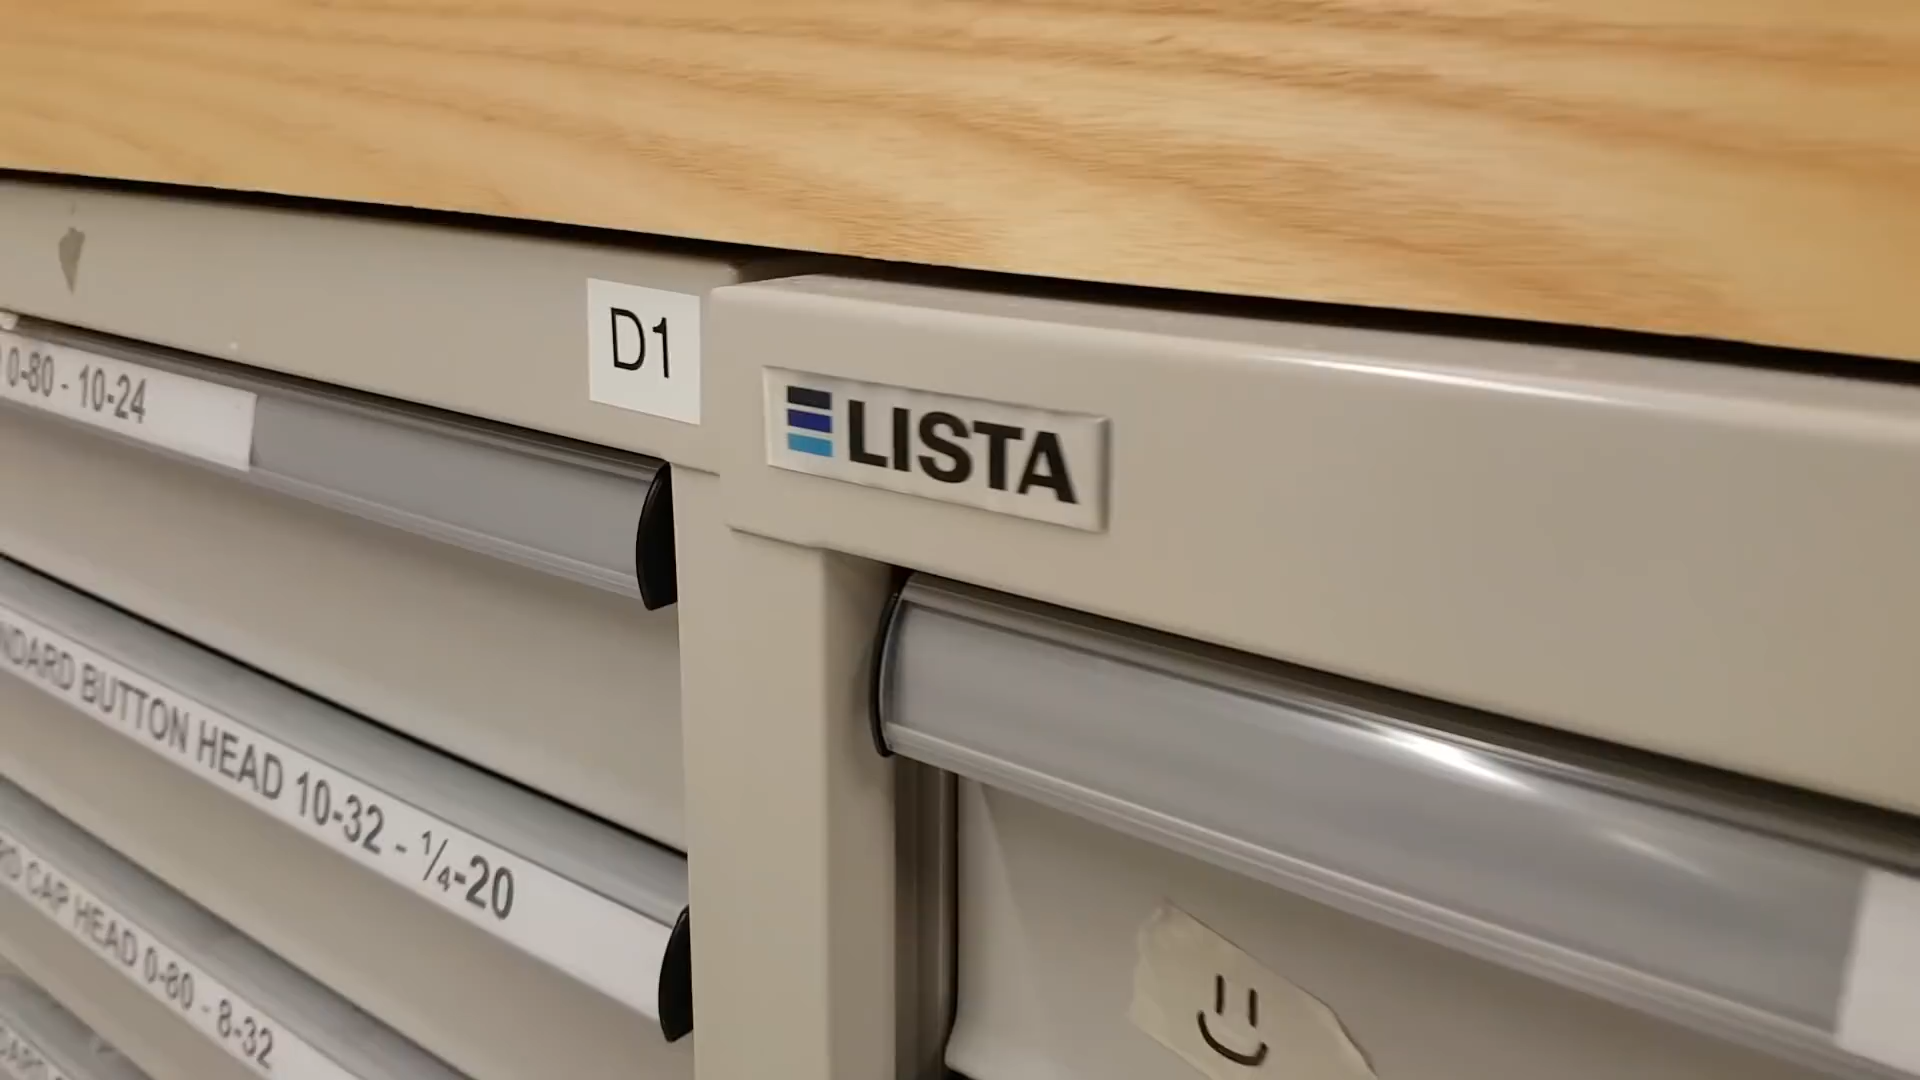 D1
LISTA
0-80 - 10-24
BUTTON HEAD 10-32 - ¼-20
CAP HEAD 0-80 - 8-32